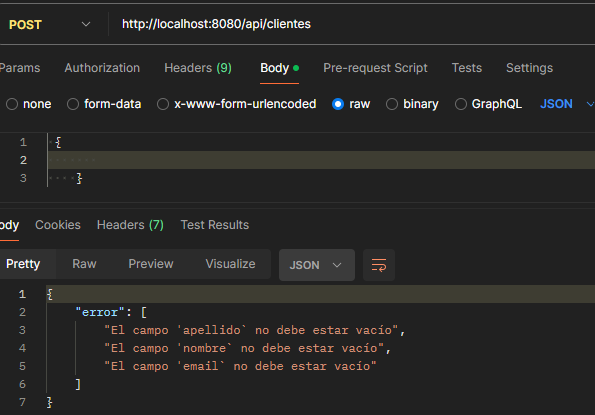 POST http://localhost:8080/api/clientes
Params Authorization Headers (9) Body Pre-request Script Tests Settings
none form-data x-www-form-urlencoded raw binary GraphQL JSON
1 {
2
3 }
ody Cookies Headers (7) Test Results
Pretty Raw Preview Visualize JSON
1 {
2 "error": [
3 "El campo 'apellido` no debe estar vacío",
4 "El campo 'nombre` no debe estar vacío",
5 "El campo 'email` no debe estar vacío"
6 ]
7 }